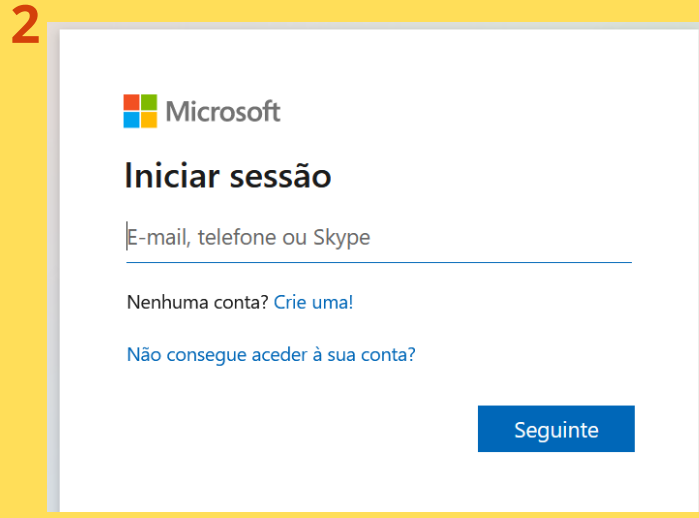 2
Microsoft
Iniciar sessão
E-mail, telefone ou Skype
Nenhuma conta? Crie uma!
Não consegue aceder à sua conta?
Seguinte